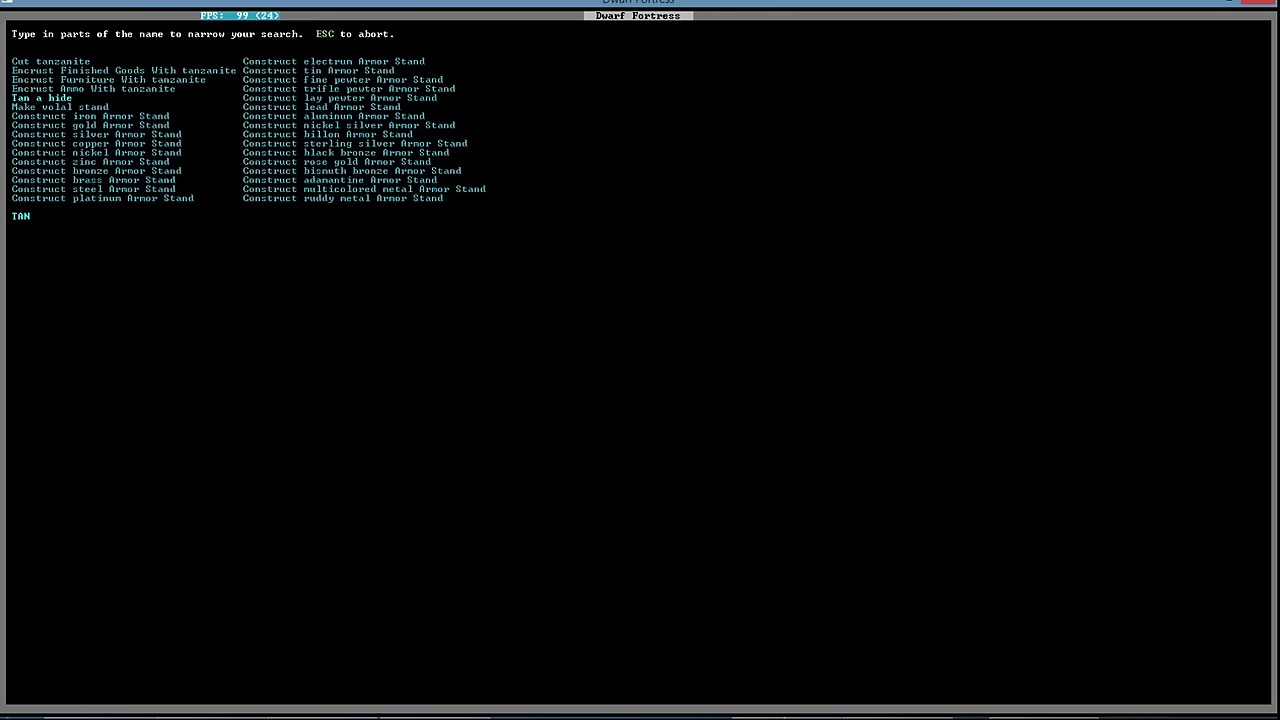 Dwarf Fortress
FPS: 99 (24)
Dwarf Fortress
Type in parts of the name to narrow your search. ESC to abort.
Cut tanzanite
Encrust Finished Goods With tanzanite
Encrust Furniture With tanzanite
Encrust Ammo With tanzanite
Tan a hide
Make volal stand
Construct iron Armor Stand
Construct gold Armor Stand
Construct silver Armor Stand
Construct copper Armor Stand
Construct nickel Armor Stand
Construct zinc Armor Stand
Construct bronze Armor Stand
Construct brass Armor Stand
Construct steel Armor Stand
Construct platinum Armor Stand
Construct electrum Armor Stand
Construct tin Armor Stand
Construct fine pewter Armor Stand
Construct trifle pewter Armor Stand
Construct lay pewter Armor Stand
Construct lead Armor Stand
Construct aluminum Armor Stand
Construct nickel silver Armor Stand
Construct billon Armor Stand
Construct sterling silver Armor Stand
Construct black bronze Armor Stand
Construct rose gold Armor Stand
Construct bismuth bronze Armor Stand
Construct adamantine Armor Stand
Construct multicolored metal Armor Stand
Construct ruddy metal Armor Stand
TAN